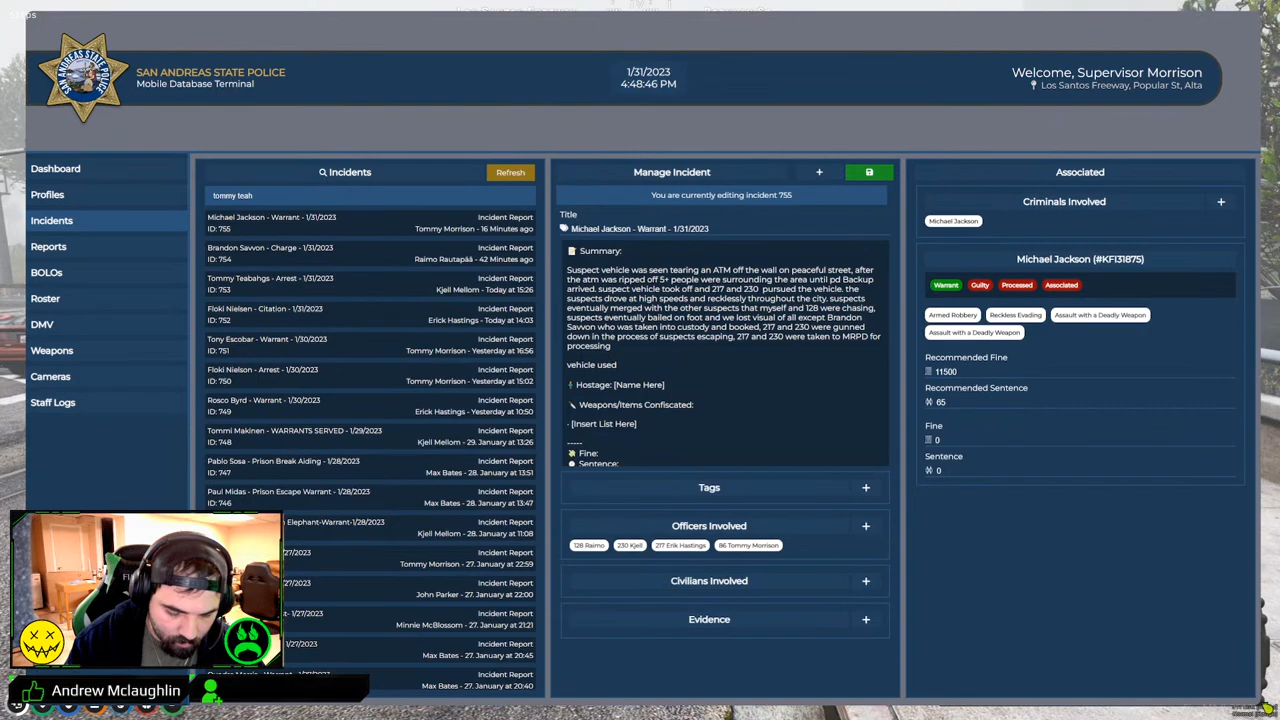 SAN ANDREAS STATE POLICE
Mobile Database Terminal
1/31/2023
4:48:46 PM
Welcome, Supervisor Morrison
Los Santos Freeway, Popular St, Alta
Dashboard
Profiles
Incidents
Reports
BOLOs
Roster
DMV
Weapons
Cameras
Staff Logs
Incidents
Refresh
tommy teah
Michael Jackson - Warrant - 1/31/2023 Incident Report
ID: 755 Tommy Morrison - 16 Minutes ago
Brandon Savvon - Charge - 1/31/2023 Incident Report
ID: 754 Raimo Rautapää - 42 Minutes ago
Tommy Teabahgs - Arrest - 1/31/2023 Incident Report
ID: 753 Kjell Mellom - Today at 15:26
Floki Nielsen - Citation - 1/31/2023 Incident Report
ID: 752 Erick Hastings - Today at 14:03
Tony Escobar - Warrant - 1/30/2023 Incident Report
ID: 751 Tommy Morrison - Yesterday at 16:56
Floki Nielsen - Arrest - 1/30/2023 Incident Report
ID: 750 Tommy Morrison - Yesterday at 15:02
Rosco Byrd - Warrant - 1/30/2023 Incident Report
ID: 749 Erick Hastings - Yesterday at 10:50
Tommi Makinen - WARRANTS SERVED - 1/29/2023 Incident Report
ID: 748 Kjell Mellom - 29. January at 13:26
Pablo Sosa - Prison Break Aiding - 1/28/2023 Incident Report
ID: 747 Max Bates - 28. January at 13:51
Paul Midas - Prison Escape Warrant - 1/28/2023 Incident Report
ID: 746 Max Bates - 28. January at 13:47
Elephant-Warrant-1/28/2023 Incident Report
Kjell Mellom - 28. January at 11:08
/27/2023 Incident Report
Tommy Morrison - 27. January at 22:59
/27/2023 Incident Report
John Parker - 27. January at 22:00
- 1/27/2023 Incident Report
Minnie McBlossom - 27. January at 21:21
1/27/2023 Incident Report
Max Bates - 27. January at 20:45
1/27/2023 Incident Report
Max Bates - 27. January at 20:40
Manage Incident
You are currently editing incident 755
Title
Michael Jackson - Warrant - 1/31/2023
Summary:
Suspect vehicle was seen tearing an ATM off the wall on peaceful street, after
the atm was ripped off 5+ people were surrounding the area until pd Backup
arrived. suspect vehicle took off and 217 and 230 pursued the vehicle. the
suspects drove at high speeds and recklessly throughout the city. suspects
eventually merged with the other suspects that myself and 128 were chasing,
suspects eventually bailed on foot and we lost visual of all except Brandon
Savvon who was taken into custody and booked, 217 and 230 were gunned
down in the process of suspects escaping, 217 and 230 were taken to MRPD for
processing
vehicle used
Hostage: [Name Here]
Weapons/Items Confiscated:
· [Insert List Here]
-----
Fine:
Sentence:
Tags
Officers Involved
128 Raimo
230 Kjell
217 Erik Hastings
86 Tommy Morrison
Civilians Involved
Evidence
Associated
Criminals Involved
Michael Jackson
Michael Jackson (#KFI31875)
Warrant
Guilty
Processed
Associated
Armed Robbery
Reckless Evading
Assault with a Deadly Weapon
Assault with a Deadly Weapon
Recommended Fine
11500
Recommended Sentence
65
Fine
0
Sentence
0
Andrew Mclaughlin